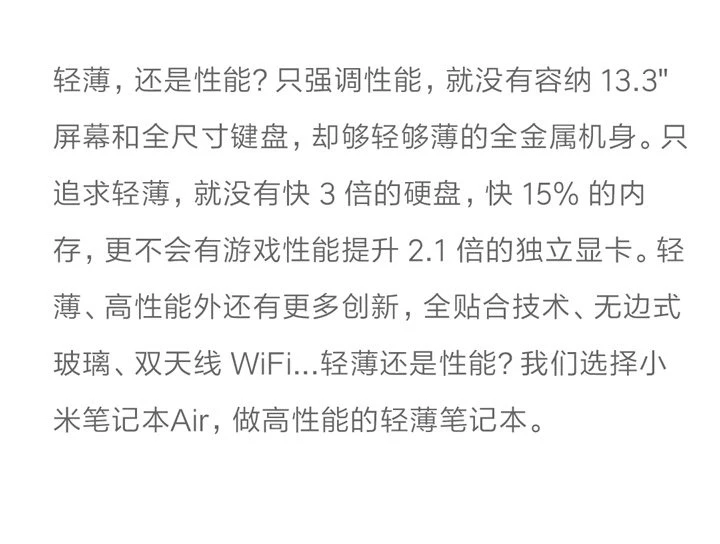 轻薄，还是性能？只强调性能，就没有容纳 13.3"
屏幕和全尺寸键盘，却够轻够薄的全金属机身。只
追求轻薄，就没有快 3 倍的硬盘，快 15% 的内
存，更不会有游戏性能提升 2.1 倍的独立显卡。轻
薄、高性能外还有更多创新，全贴合技术、无边式
玻璃、双天线 WiFi...轻薄还是性能？我们选择小
米笔记本Air，做高性能的轻薄笔记本。